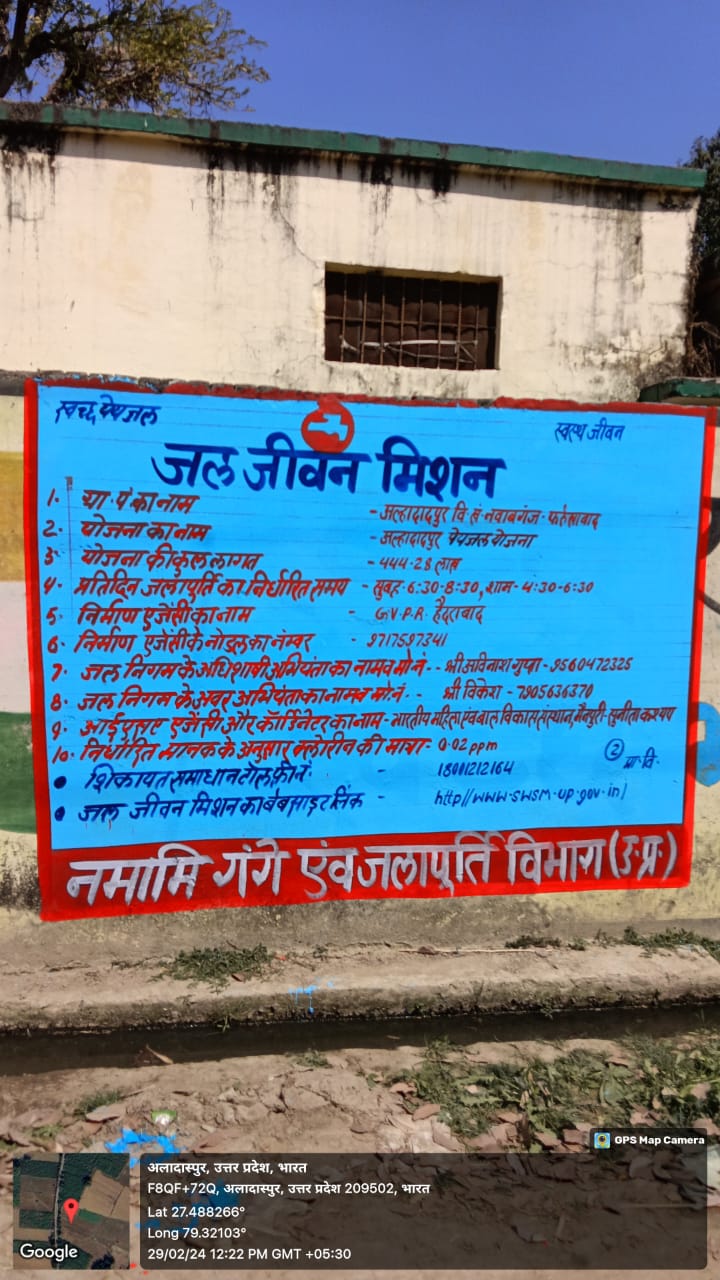 स्वच्छ पेयजल
स्वस्थ जीवन
जल जीवन मिशन
1. ग्रा. पं. का नाम - अल्हादादपुर वि. खं. नवाबगंज - फर्रुखाबाद
2. योजना का नाम - अल्हादादपुर पेयजल योजना
3. योजना की कुल लागत - 444.28 लाख
4. प्रतिदिन जलापूर्ति का निर्धारित समय - सुबह - 6:30-8:30, शाम - 4:30-6:30
5. निर्माण एजेंसी का नाम - G.V.P.R. हैदराबाद
6. निर्माण एजेंसी के नोडल का नम्बर - 9717597341
7. जल निगम के अधिशाषी अभियंता का नाम व मो. नं. - श्री अविनाश गुप्ता - 9560472325
8. जल निगम के अवर अभियंता का नाम व मो. नं. - श्री विकेश - 7905636370
9. आई एस ए एजेंसी और कॉर्डिनेटर का नाम - भारतीय महिला एंव बाल विकास संस्थान, मैनपुरी - सुनीता कश्यप
10. निर्धारित मानक के अनुसार क्लोरीन की मात्रा - 0.02 ppm
② प्रा. वि.
• शिकायत समाधान टोल फ्री नं. - 18001212164
• जल जीवन मिशन का बेबसाइट लिंक - http//www.swsm-up.gov.in/
नमामि गंगे एंव जलापूर्ति विभाग (उ.प्र.)
GPS Map Camera
अलादास्पुर, उत्तर प्रदेश, भारत
F8QF+72Q, अलादास्पुर, उत्तर प्रदेश 209502, भारत
Lat 27.488266°
Long 79.32103°
29/02/24 12:22 PM GMT +05:30
Google